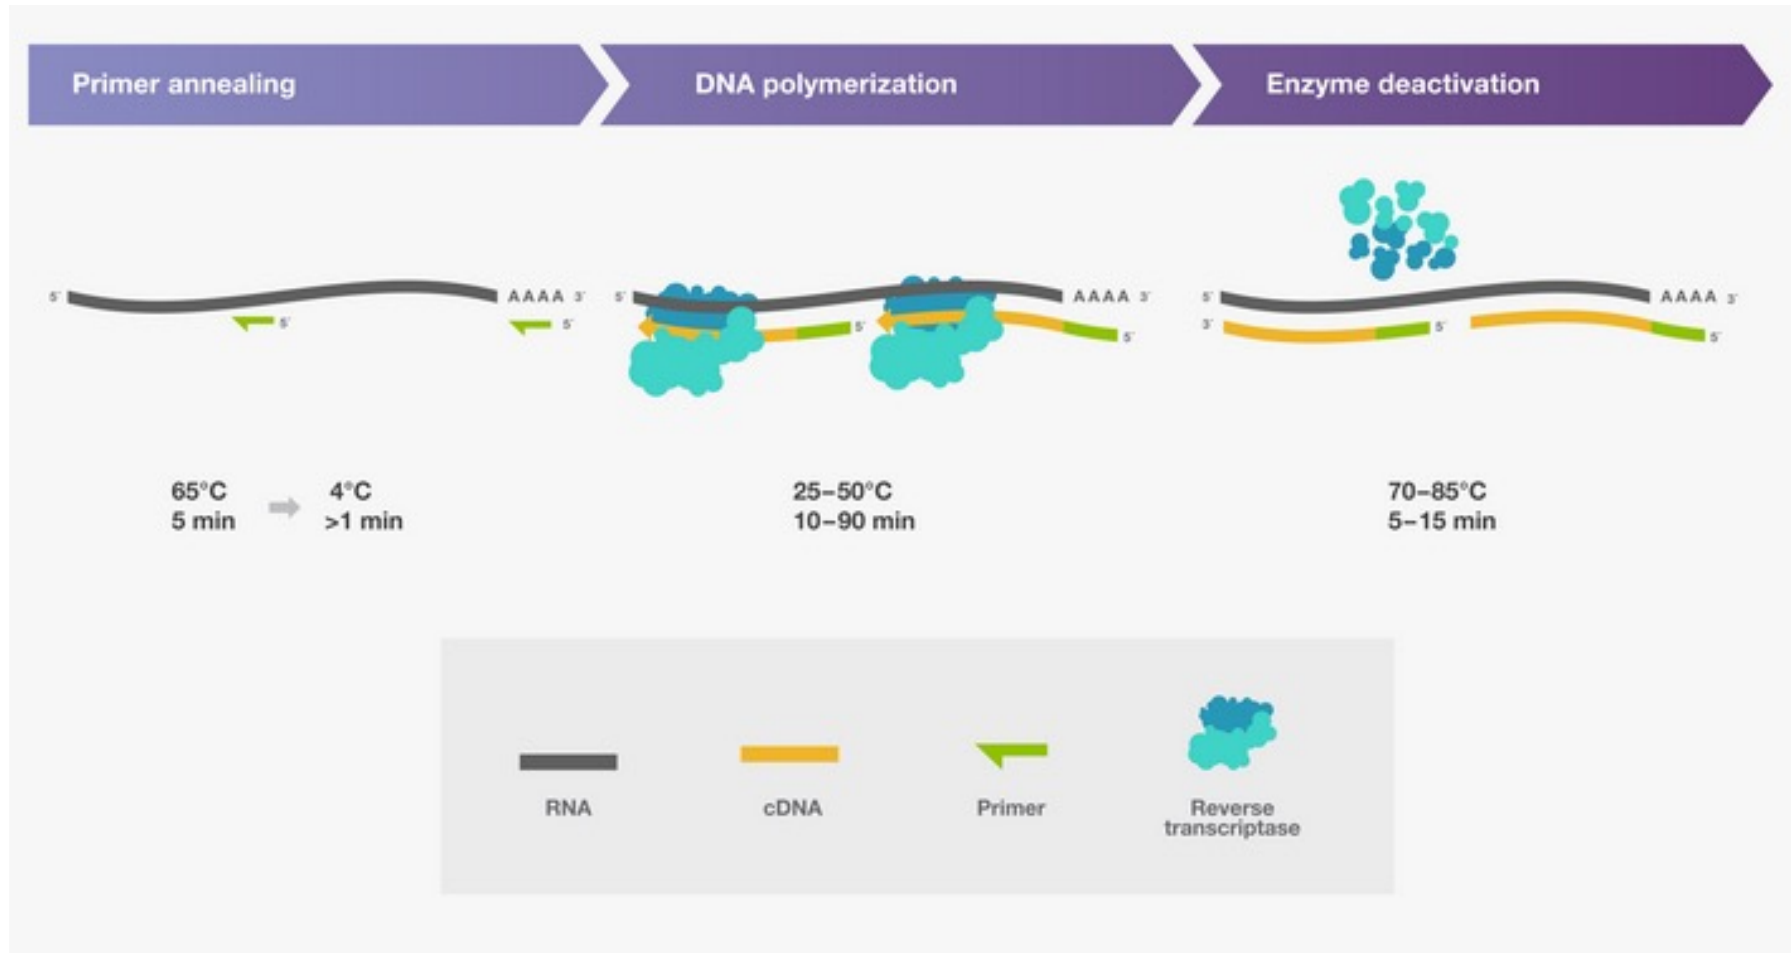 Primer annealing
DNA polymerization
Enzyme deactivation
5´
AAAA 3´
5´
5´
5´
AAAA 3´
5´
5´
5´
AAAA 3´
3´
5´
5´
65°C
5 min
4°C
>1 min
25–50°C
10–90 min
70–85°C
5–15 min
RNA
cDNA
Primer
Reverse
transcriptase